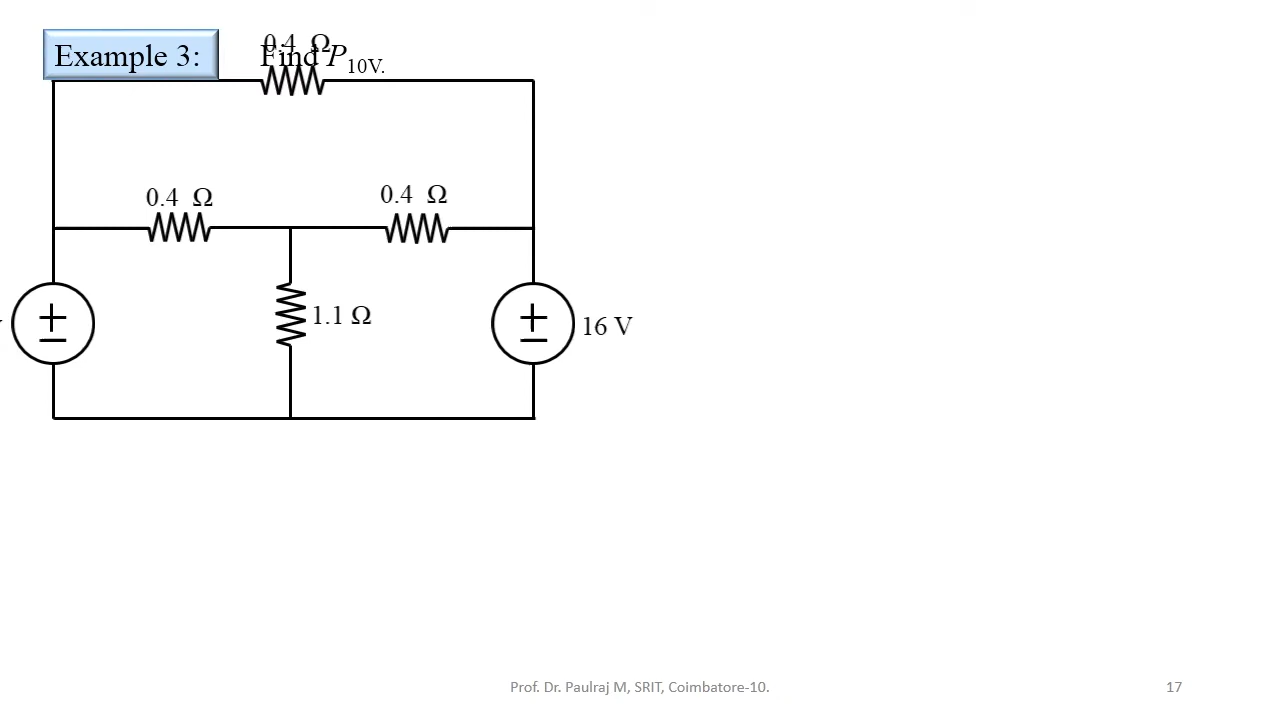 Example 3: Find P10V.
0.4 Ω
0.4 Ω
0.4 Ω
1.1 Ω
+
−
+
−
16 V
Prof. Dr. Paulraj M, SRIT, Coimbatore-10.
17